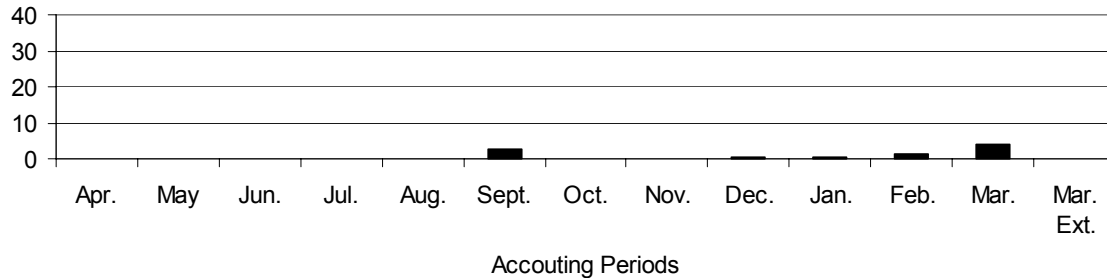 40
30
20
10
0
Apr. May Jun. Jul. Aug. Sept. Oct. Nov. Dec. Jan. Feb. Mar. Mar.
Ext.
Accouting Periods